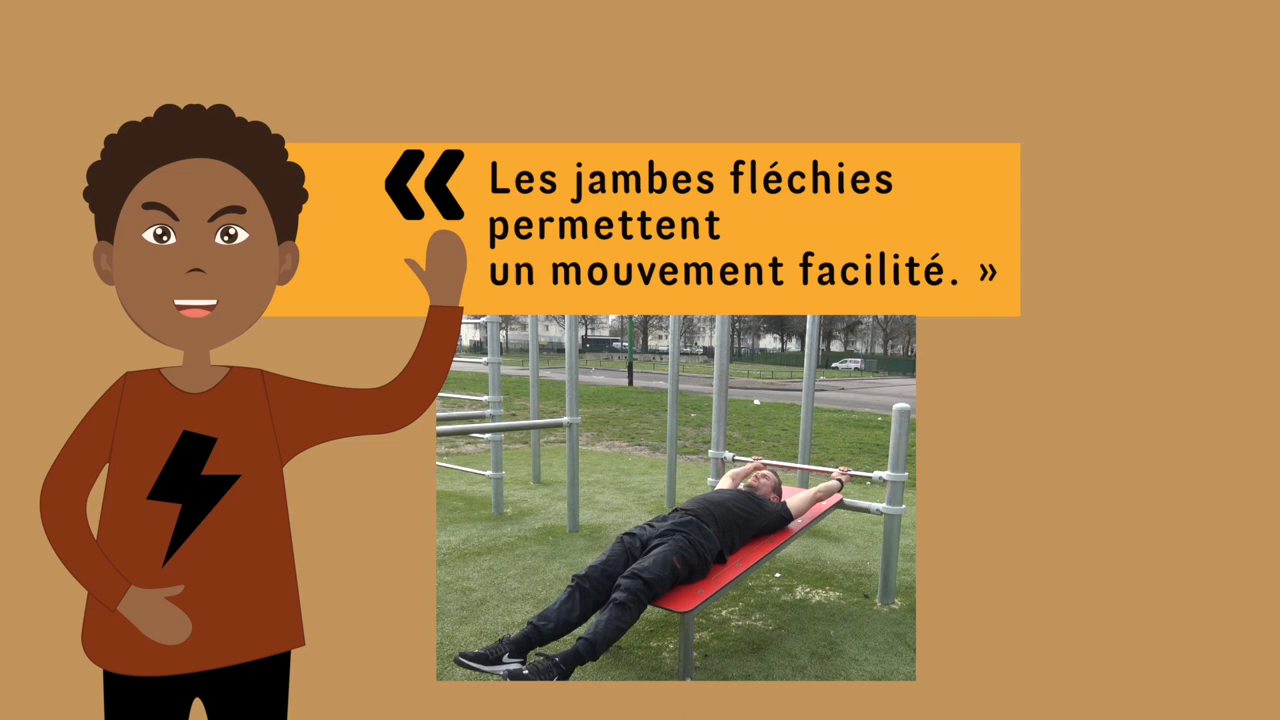 « Les jambes fléchies
permettent
un mouvement facilité. »